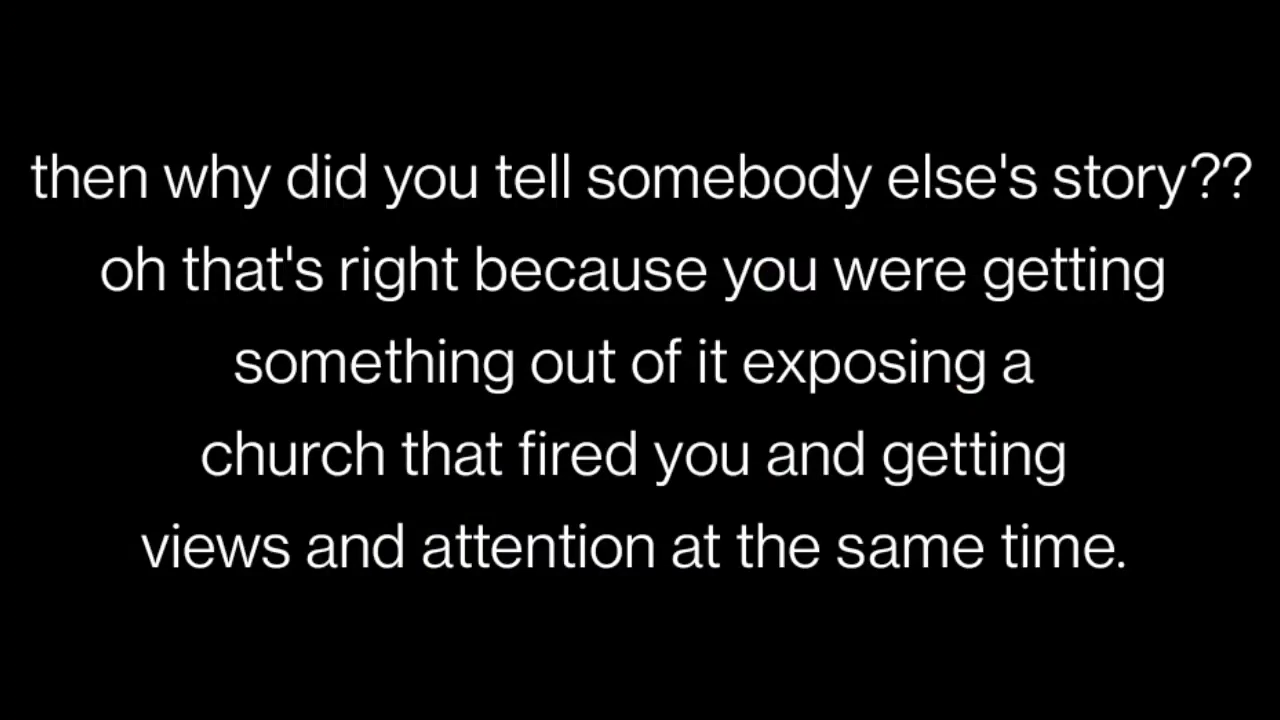 then why did you tell somebody else's story??
oh that's right because you were getting
something out of it exposing a
church that fired you and getting
views and attention at the same time.